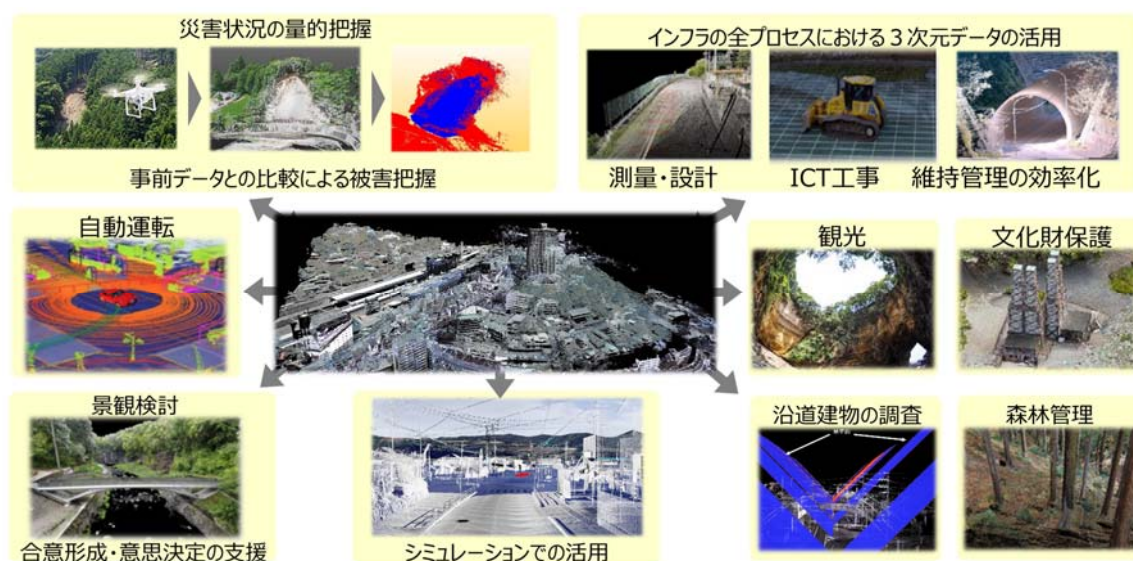 災害状況の量的把握
事前データとの比較による被害把握
インフラの全プロセスにおける3次元データの活用
測量・設計
ICT工事
維持管理の効率化
自動運転
観光
文化財保護
景観検討
合意形成・意思決定の支援
シミュレーションでの活用
沿道建物の調査
森林管理